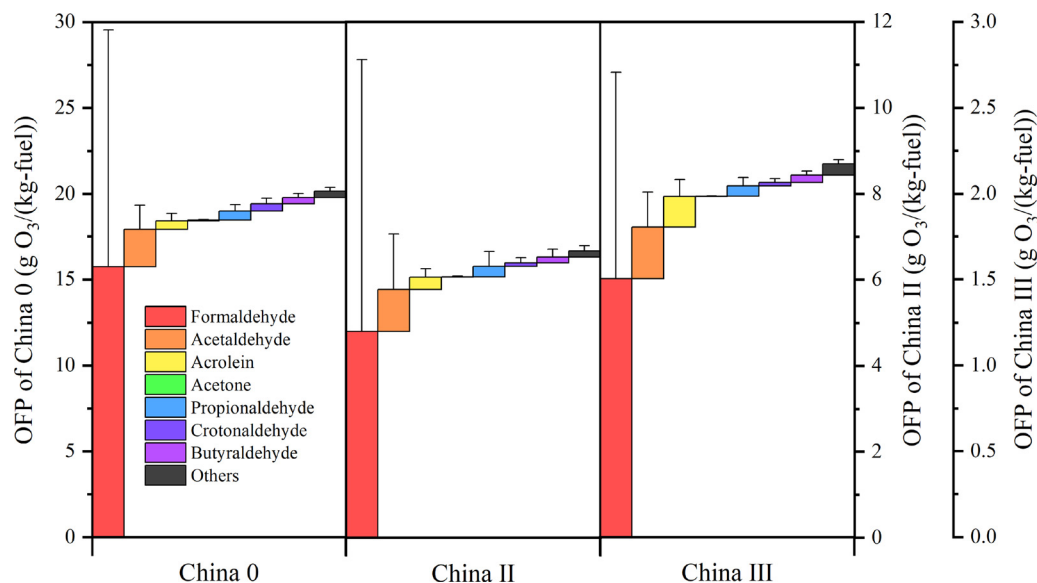 OFP of China 0 (g O₃/(kg-fuel))
30
25
20
15
10
5
0
Formaldehyde
Acetaldehyde
Acrolein
Acetone
Propionaldehyde
Crotonaldehyde
Butyraldehyde
Others
China 0
China II
China III
12
10
8
6
4
2
0
OFP of China II (g O₃/(kg-fuel))
3.0
2.5
2.0
1.5
1.0
0.5
0.0
OFP of China III (g O₃/(kg-fuel))